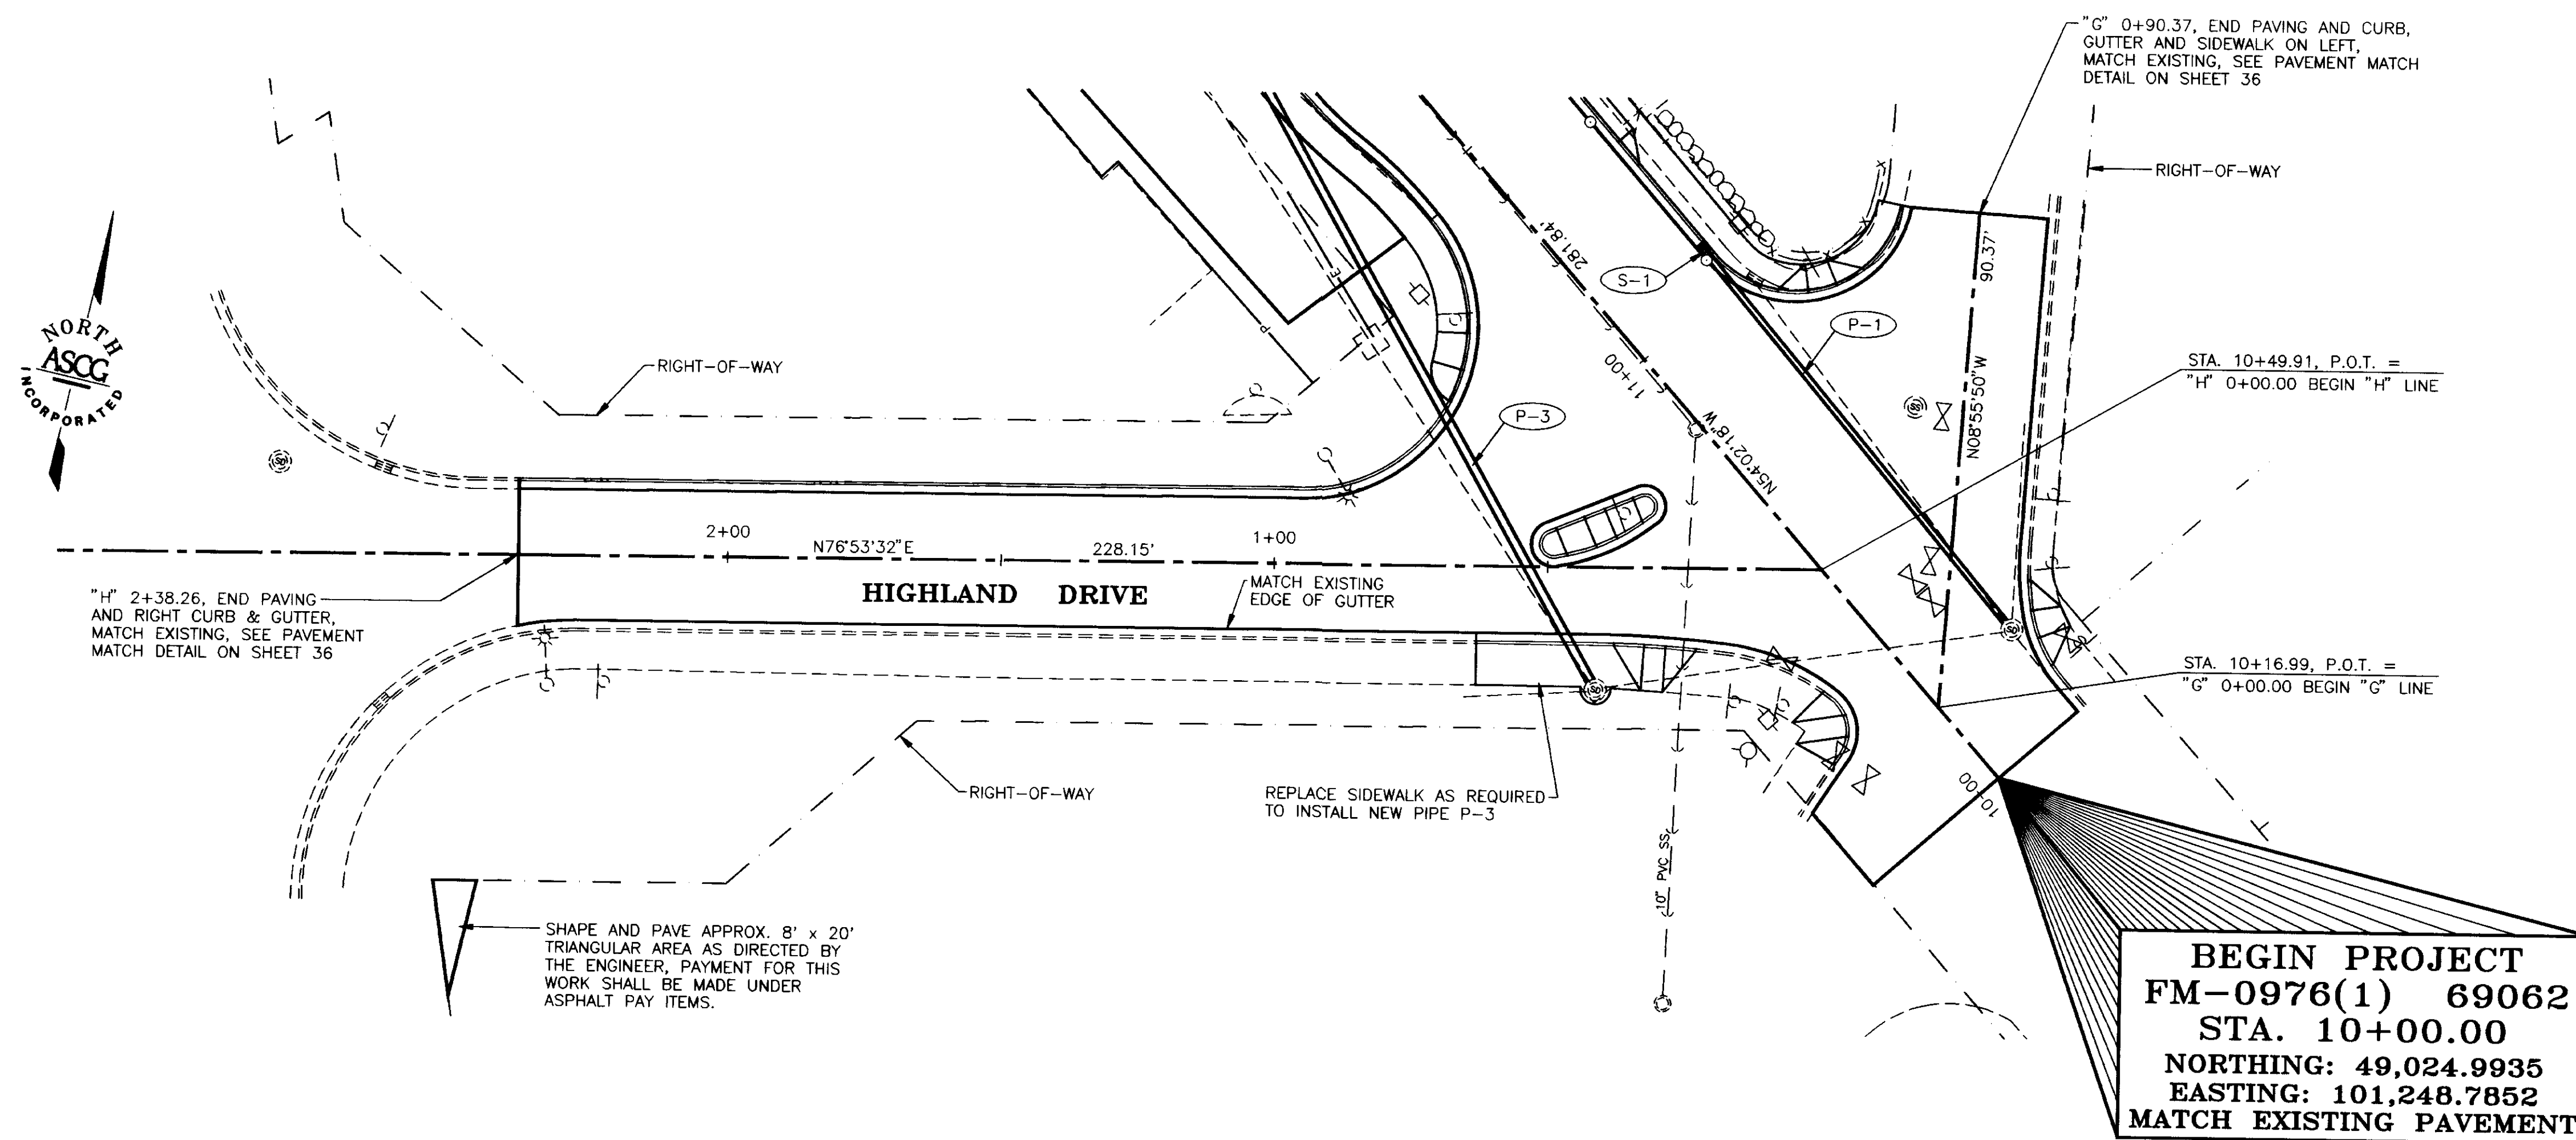 "G" 0+90.37, END PAVING AND CURB,
GUTTER AND SIDEWALK ON LEFT,
MATCH EXISTING, SEE PAVEMENT MATCH
DETAIL ON SHEET 36
RIGHT-OF-WAY
NORTH
ASCG
INCORPORATED
RIGHT-OF-WAY
281.84'
S-1
P-1
90.37'
N08°55'50"W
11+00
N54°02'18"W
P-3
STA. 10+49.91, P.O.T. =
"H" 0+00.00 BEGIN "H" LINE
SD
SS
2+00
N76°53'32"E
228.15'
1+00
HIGHLAND DRIVE
MATCH EXISTING
EDGE OF GUTTER
"H" 2+38.26, END PAVING
AND RIGHT CURB & GUTTER,
MATCH EXISTING, SEE PAVEMENT
MATCH DETAIL ON SHEET 36
STA. 10+16.99, P.O.T. =
"G" 0+00.00 BEGIN "G" LINE
SD
RIGHT-OF-WAY
REPLACE SIDEWALK AS REQUIRED
TO INSTALL NEW PIPE P-3
10+00
10" PVC SS
SHAPE AND PAVE APPROX. 8' x 20'
TRIANGULAR AREA AS DIRECTED BY
THE ENGINEER, PAYMENT FOR THIS
WORK SHALL BE MADE UNDER
ASPHALT PAY ITEMS.
BEGIN PROJECT
FM-0976(1) 69062
STA. 10+00.00
NORTHING: 49,024.9935
EASTING: 101,248.7852
MATCH EXISTING PAVEMENT